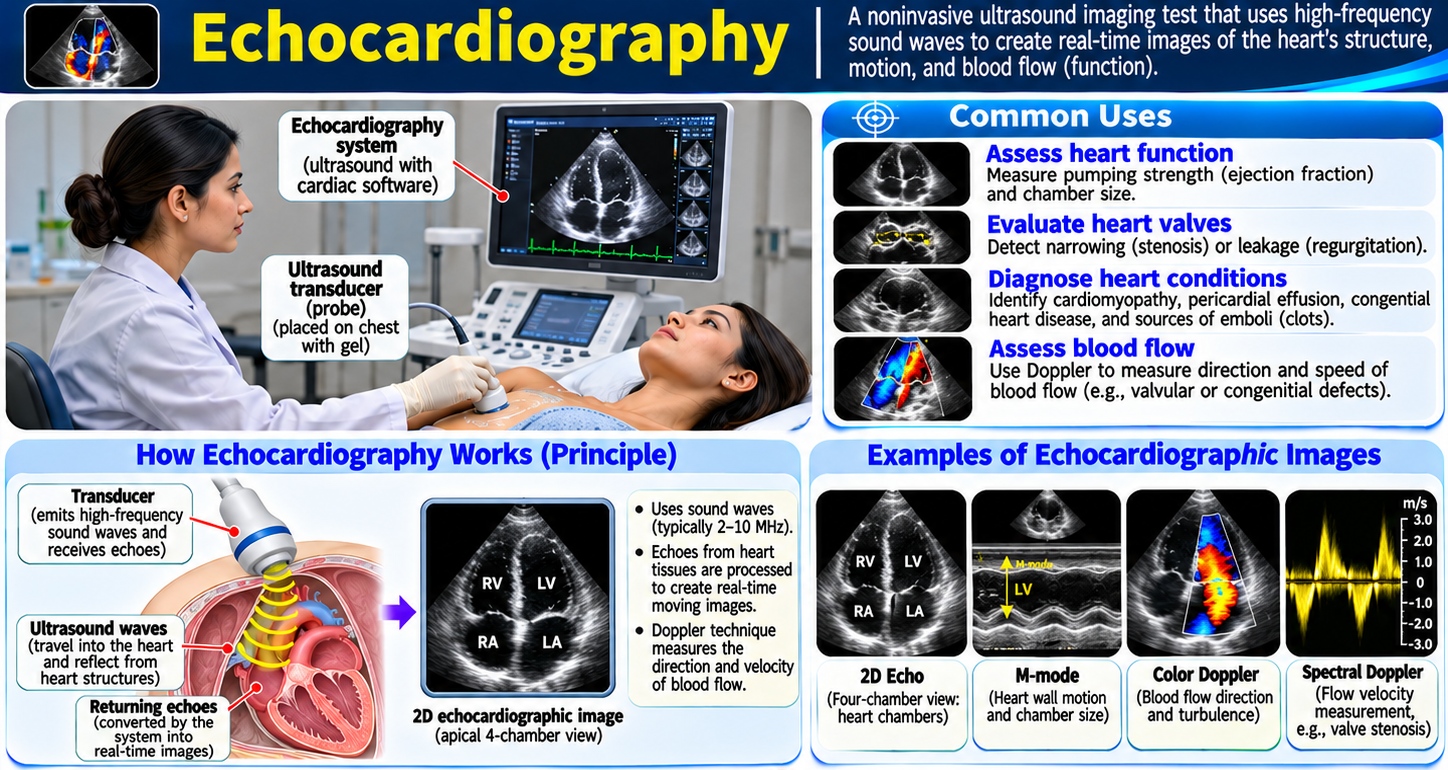 Echocardiography
A noninvasive ultrasound imaging test that uses high-frequency
sound waves to create real-time images of the heart's structure,
motion, and blood flow (function).
Echocardiography
system
(ultrasound with
cardiac software)
Ultrasound
transducer
(probe)
(placed on chest
with gel)
Common Uses
Assess heart function
Measure pumping strength (ejection fraction)
and chamber size.
Evaluate heart valves
Detect narrowing (stenosis) or leakage (regurgitation).
Diagnose heart conditions
Identify cardiomyopathy, pericardial effusion, congential
heart disease, and sources of emboli (clots).
Assess blood flow
Use Doppler to measure direction and speed of
blood flow (e.g., valvular or congenitial defects).
How Echocardiography Works (Principle)
Transducer
(emits high-frequency
sound waves and
receives echoes)
Ultrasound waves
(travel into the heart
and reflect from
heart structures)
Returning echoes
(converted by the
system into
real-time images)
RV LV
RA LA
2D echocardiographic image
(apical 4-chamber view)
• Uses sound waves
(typically 2–10 MHz).
• Echoes from heart
tissues are processed
to create real-time
moving images.
• Doppler technique
measures the
direction and velocity
of blood flow.
Examples of Echocardiographic Images
RV LV
RA LA
2D Echo
(Four-chamber view:
heart chambers)
M-mode
LV
M-mode
(Heart wall motion
and chamber size)
Color Doppler
(Blood flow direction
and turbulence)
m/s
3.0
2.0
1.0
0
-1.0
-2.0
-3.0
Spectral Doppler
(Flow velocity
measurement,
e.g., valve stenosis)